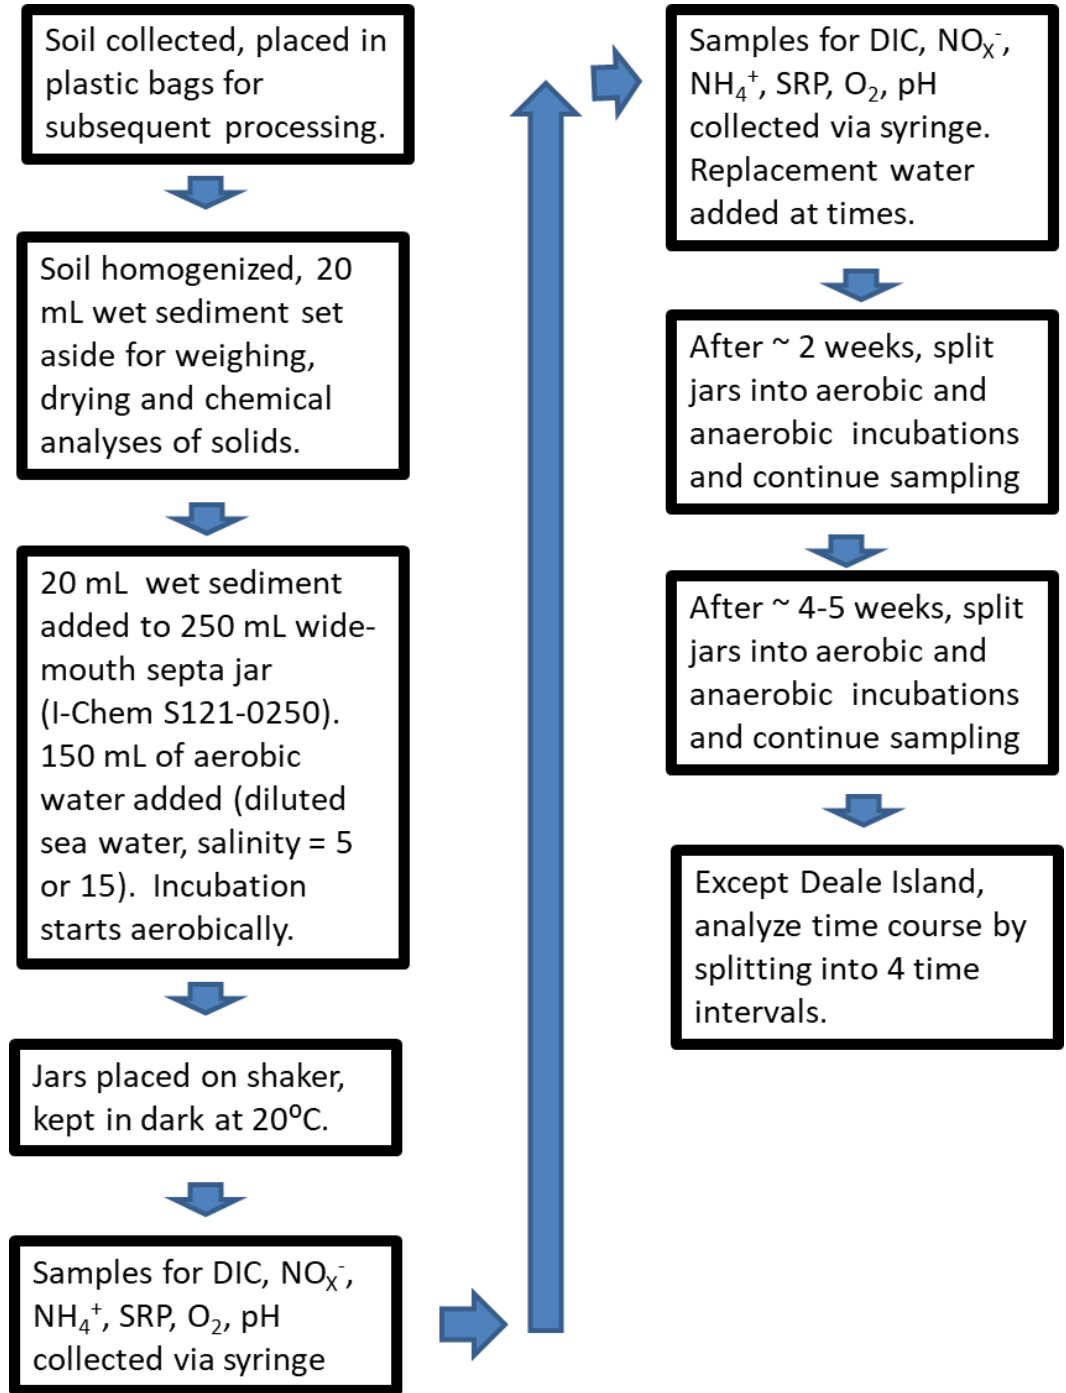 Soil collected, placed in
plastic bags for
subsequent processing.
Soil homogenized, 20
mL wet sediment set
aside for weighing,
drying and chemical
analyses of solids.
20 mL wet sediment
added to 250 mL wide-
mouth septa jar
(I-Chem S121-0250).
150 mL of aerobic
water added (diluted
sea water, salinity = 5
or 15). Incubation
starts aerobically.
Jars placed on shaker,
kept in dark at 20⁰C.
Samples for DIC, NOₓ⁻,
NH₄⁺, SRP, O₂, pH
collected via syringe
Samples for DIC, NOₓ⁻,
NH₄⁺, SRP, O₂, pH
collected via syringe.
Replacement water
added at times.
After ~ 2 weeks, split
jars into aerobic and
anaerobic incubations
and continue sampling
After ~ 4-5 weeks, split
jars into aerobic and
anaerobic incubations
and continue sampling
Except Deale Island,
analyze time course by
splitting into 4 time
intervals.